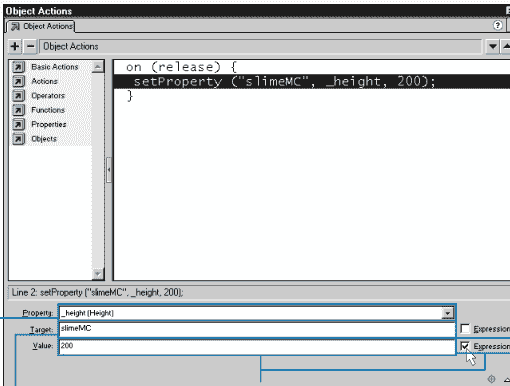 Object Actions
Object Actions
?
Object Actions
Basic Actions
Actions
Operators
Functions
Properties
Objects
on (release) {
setProperty ("slimeMC", _height, 200);
}
Line 2: setProperty ("slimeMC", _height, 200);
Property: _height (Height)
Target: slimeMC Expression
Value: 200 Expression